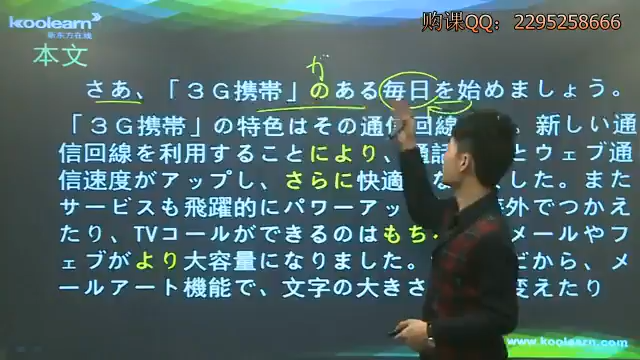 koolearn
新东方在线
购课QQ: 2295258666
本文
が
さあ、「３Ｇ携帯」のある毎日を始めましょう。
「３Ｇ携帯」の特色はその通信回線 新しい通
信回線を利用することにより、通話 とウェブ通
信速度がアップし、さらに快適 な ました。また
サービスも飛躍的にパワーアッ 外でつかえ
たり、TVコールができるのはもち メールやフ
ェブがより大容量になりました。 だから、メ
ールアート機能で、文字の大きさ 変えたり
www.koolearn.com